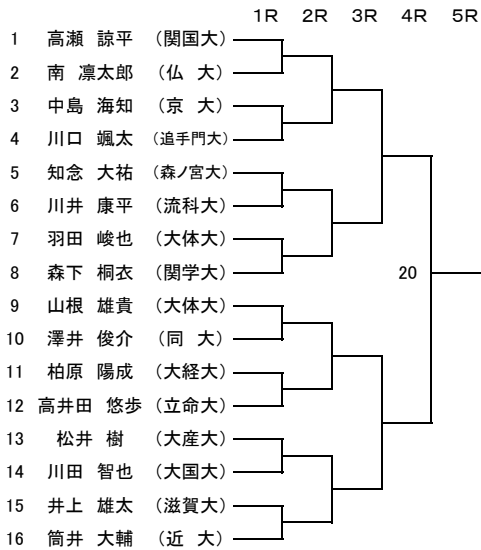 1R 2R 3R 4R 5R
1 高瀬 諒平 (関国大)
2 南 凛太郎 (仏 大)
3 中島 海知 (京 大)
4 川口 颯太 (追手門大)
5 知念 大祐 (森ノ宮大)
6 川井 康平 (流科大)
7 羽田 峻也 (大体大)
8 森下 桐衣 (関学大)
20
9 山根 雄貴 (大体大)
10 澤井 俊介 (同 大)
11 柏原 陽成 (大経大)
12 高井田 悠歩 (立命大)
13 松井 樹 (大産大)
14 川田 智也 (大国大)
15 井上 雄太 (滋賀大)
16 筒井 大輔 (近 大)